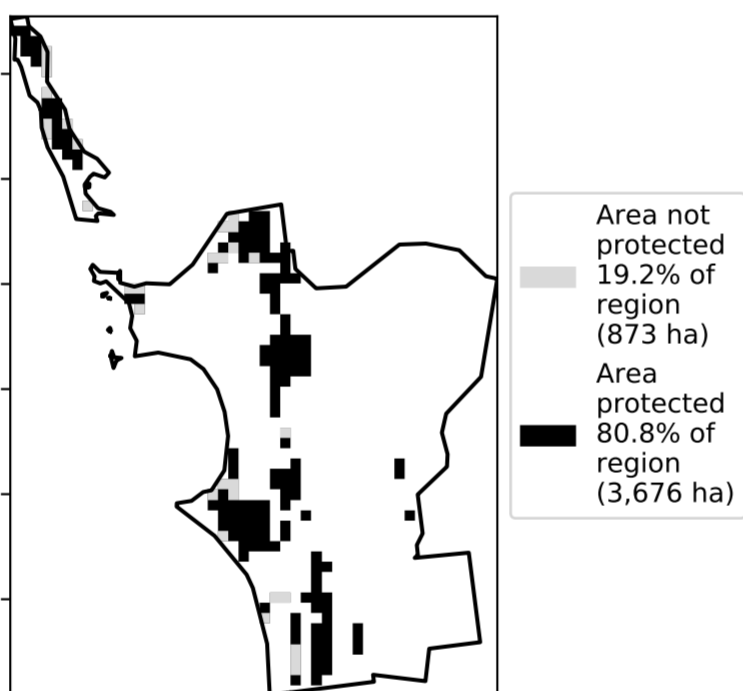 Area not
protected
19.2% of
region
(873 ha)
Area
protected
80.8% of
region
(3,676 ha)